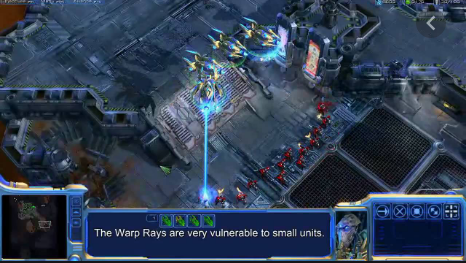 The Warp Rays are very vulnerable to small units.